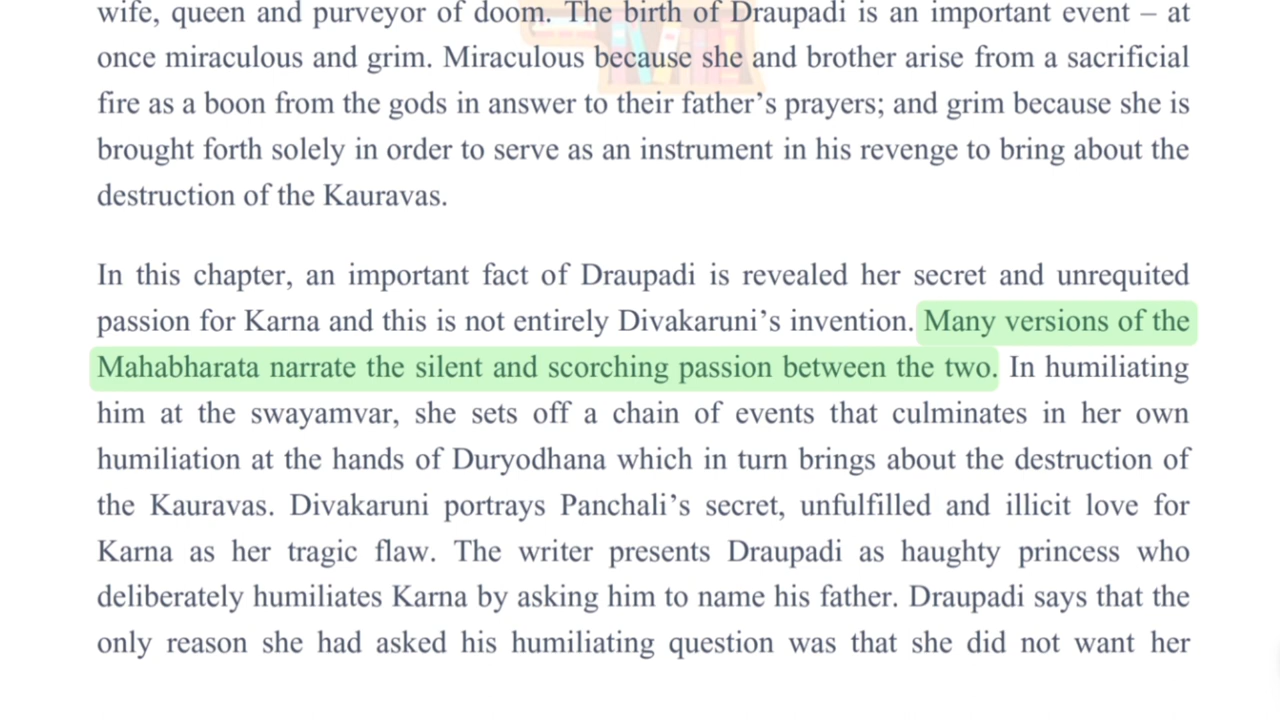 wife, queen and purveyor of doom. The birth of Draupadi is an important event – at
once miraculous and grim. Miraculous because she and brother arise from a sacrificial
fire as a boon from the gods in answer to their father’s prayers; and grim because she is
brought forth solely in order to serve as an instrument in his revenge to bring about the
destruction of the Kauravas.
In this chapter, an important fact of Draupadi is revealed her secret and unrequited
passion for Karna and this is not entirely Divakaruni’s invention. Many versions of the
Mahabharata narrate the silent and scorching passion between the two. In humiliating
him at the swayamvar, she sets off a chain of events that culminates in her own
humiliation at the hands of Duryodhana which in turn brings about the destruction of
the Kauravas. Divakaruni portrays Panchali’s secret, unfulfilled and illicit love for
Karna as her tragic flaw. The writer presents Draupadi as haughty princess who
deliberately humiliates Karna by asking him to name his father. Draupadi says that the
only reason she had asked his humiliating question was that she did not want her